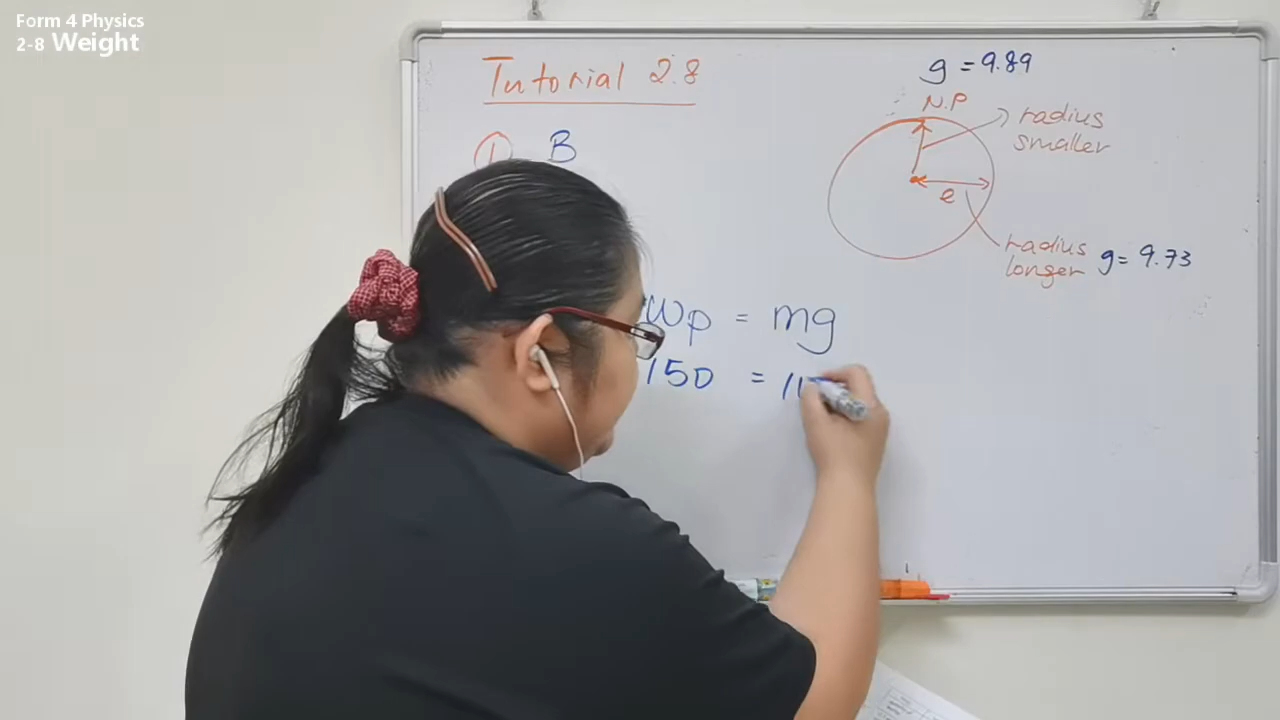 Form 4 Physics
2-8 Weight
Tutorial 2.8
① B
g = 9.89
N.P
radius
smaller
e
radius
longer g= 9.73
Wp = mg
150 =